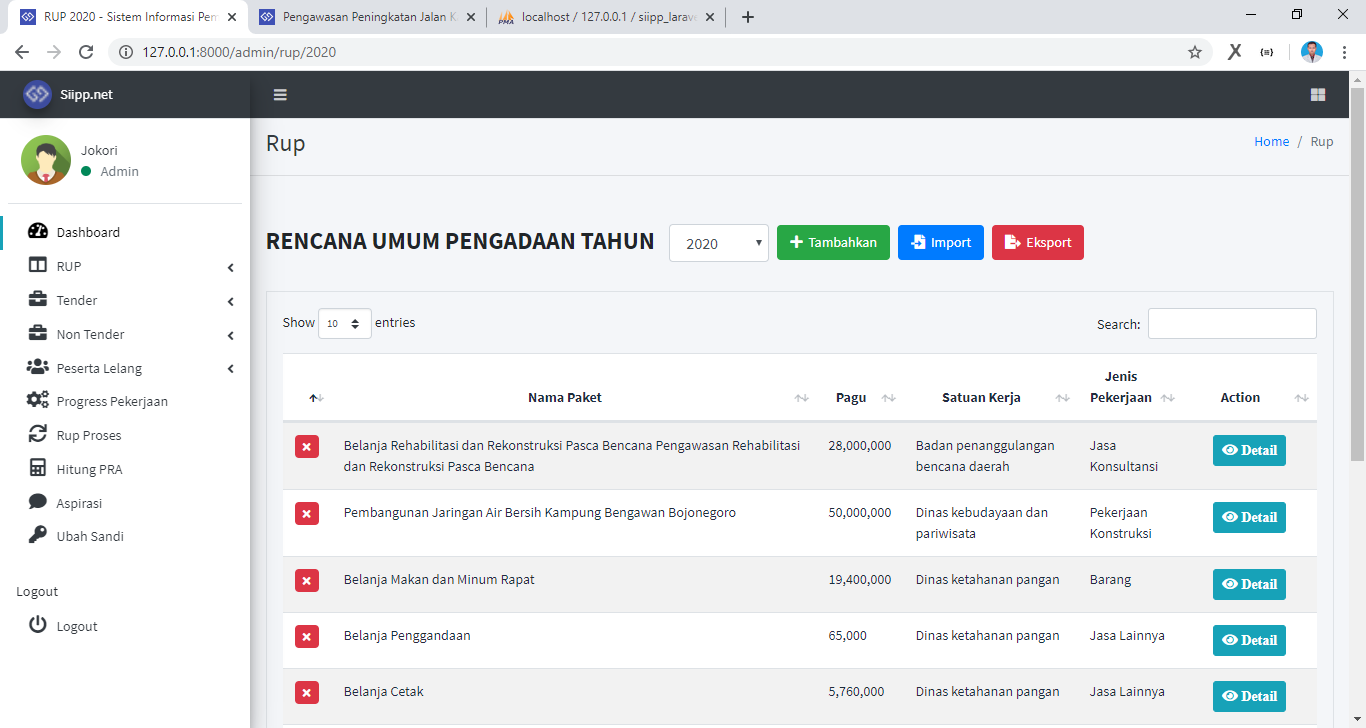 RUP 2020 - Sistem Informasi Pem
Pengawasan Peningkatan Jalan K
localhost / 127.0.0.1 / siipp_larave
127.0.0.1:8000/admin/rup/2020
Siipp.net
Jokori
Admin
Dashboard
RUP
Tender
Non Tender
Peserta Lelang
Progress Pekerjaan
Rup Proses
Hitung PRA
Aspirasi
Ubah Sandi
Logout
Logout
Rup
Home / Rup
RENCANA UMUM PENGADAAN TAHUN
2020
Tambahkan
Import
Eksport
Show 10 entries
Search:
Nama Paket
Pagu
Satuan Kerja
Jenis
Pekerjaan
Action
Belanja Rehabilitasi dan Rekonstruksi Pasca Bencana Pengawasan Rehabilitasi
dan Rekonstruksi Pasca Bencana
28,000,000
Badan penanggulangan
bencana daerah
Jasa
Konsultansi
Detail
Pembangunan Jaringan Air Bersih Kampung Bengawan Bojonegoro
50,000,000
Dinas kebudayaan dan
pariwisata
Pekerjaan
Konstruksi
Detail
Belanja Makan dan Minum Rapat
19,400,000
Dinas ketahanan pangan
Barang
Detail
Belanja Penggandaan
65,000
Dinas ketahanan pangan
Jasa Lainnya
Detail
Belanja Cetak
5,760,000
Dinas ketahanan pangan
Jasa Lainnya
Detail